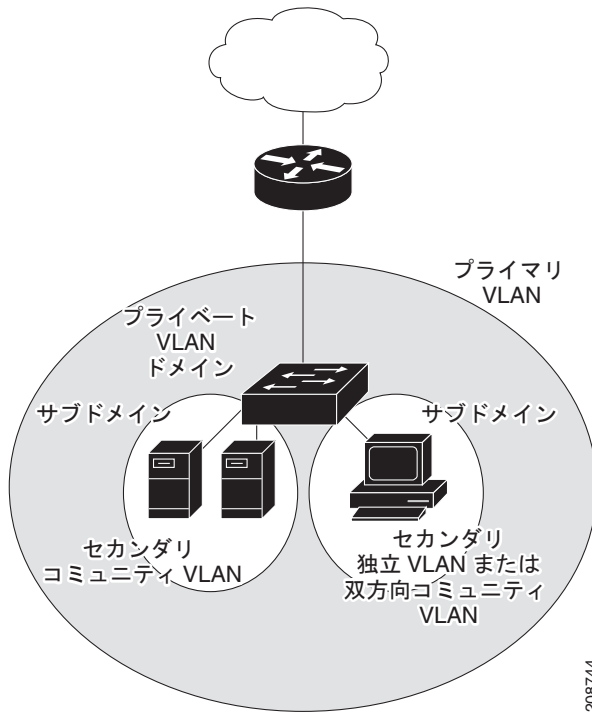 プライマリ
VLAN
プライベート
VLAN
ドメイン
サブドメイン
サブドメイン
セカンダリ
コミュニティ VLAN
セカンダリ
独立 VLAN または
双方向コミュニティ
VLAN
208744